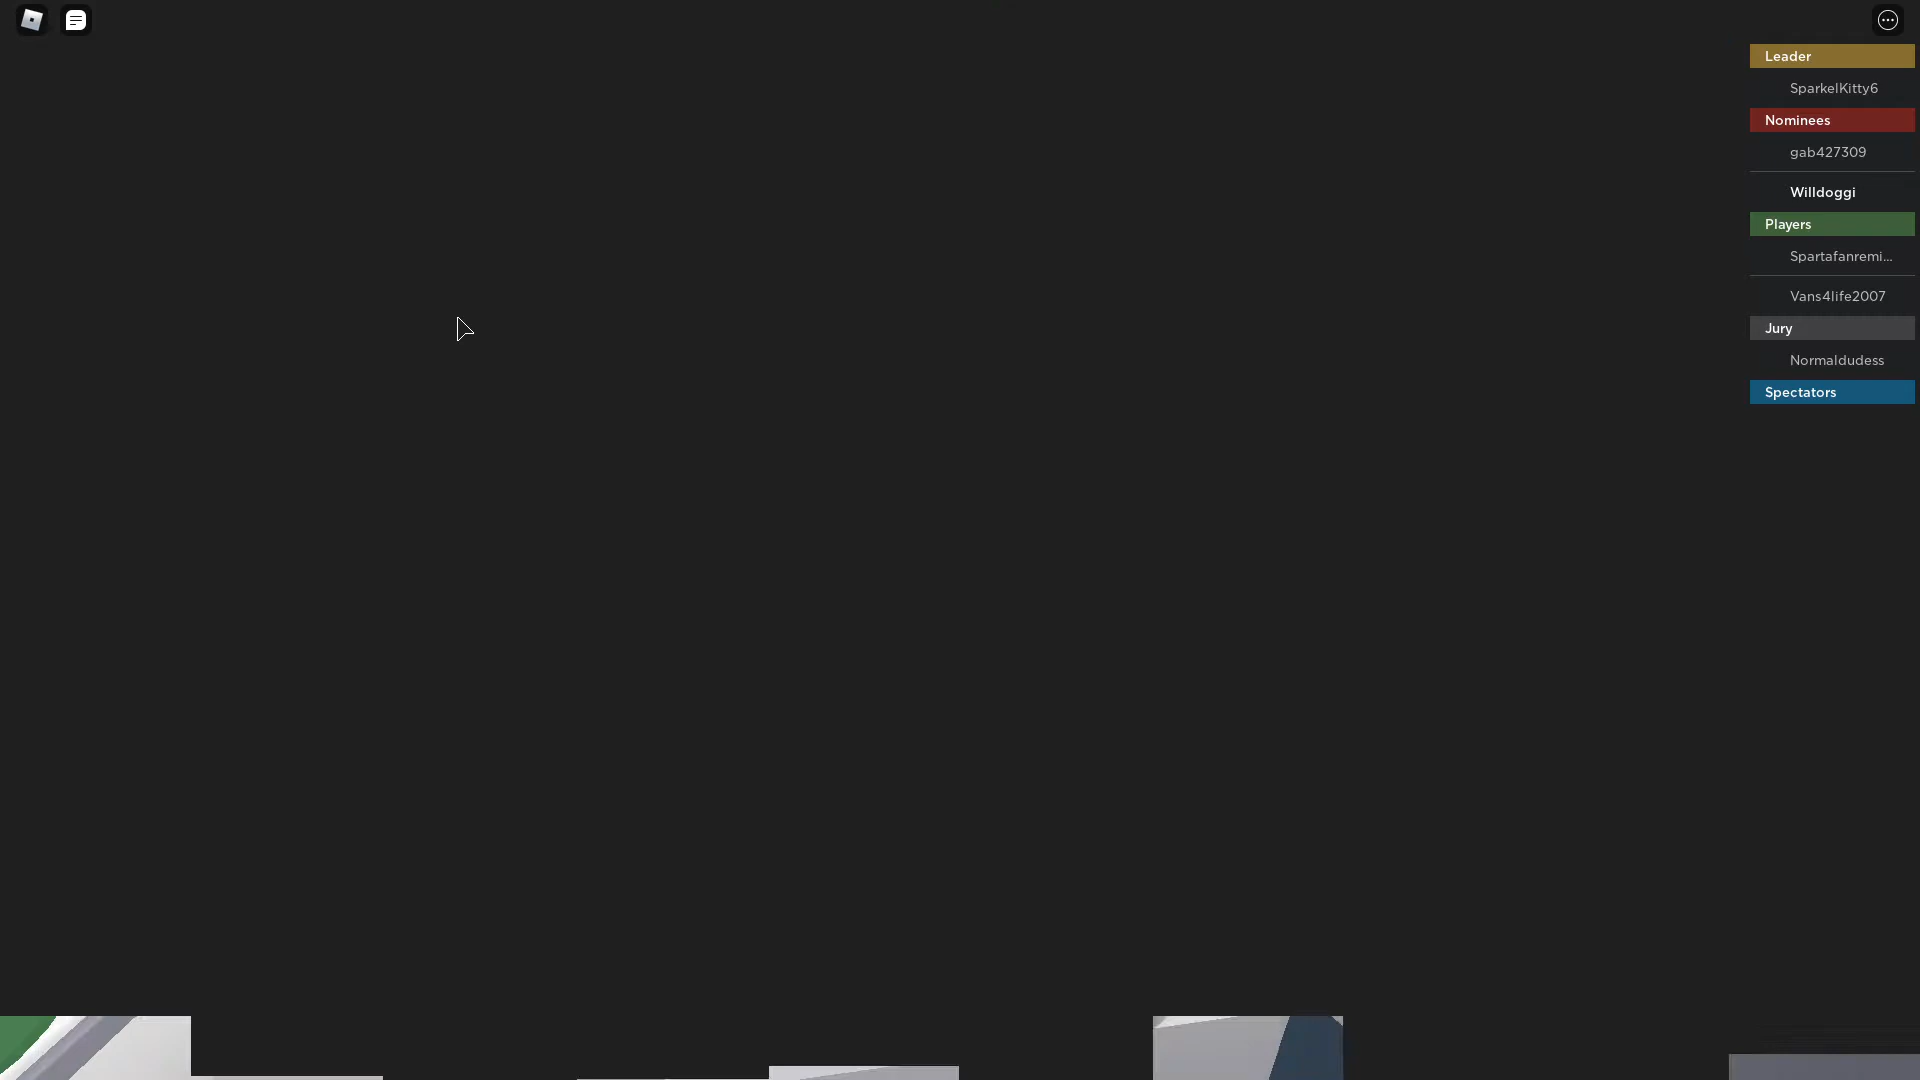 Leader
SparkelKitty6
Nominees
gab427309
Willdoggi
Players
Spartafanremi...
Vans4life2007
Jury
Normaldudess
Spectators